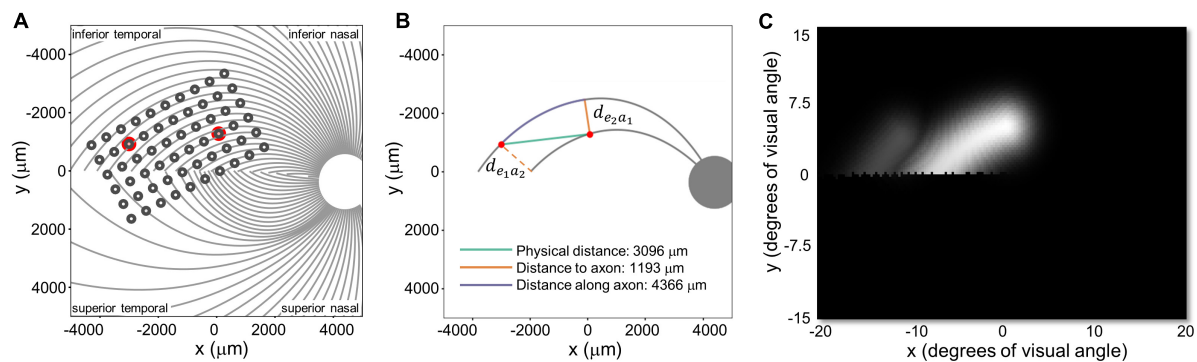 A
inferior temporal
inferior nasal
-4000
-2000
0
2000
4000
y (μm)
superior temporal
superior nasal
-4000
-2000
0
2000
4000
x (μm)
B
-4000
-2000
0
2000
4000
y (μm)
d e2a1
d e1a2
Physical distance: 3096 μm
Distance to axon: 1193 μm
Distance along axon: 4366 μm
-4000
-2000
0
2000
4000
x (μm)
C
15
7.5
0
-7.5
-15
y (degrees of visual angle)
-20
-10
0
10
20
x (degrees of visual angle)